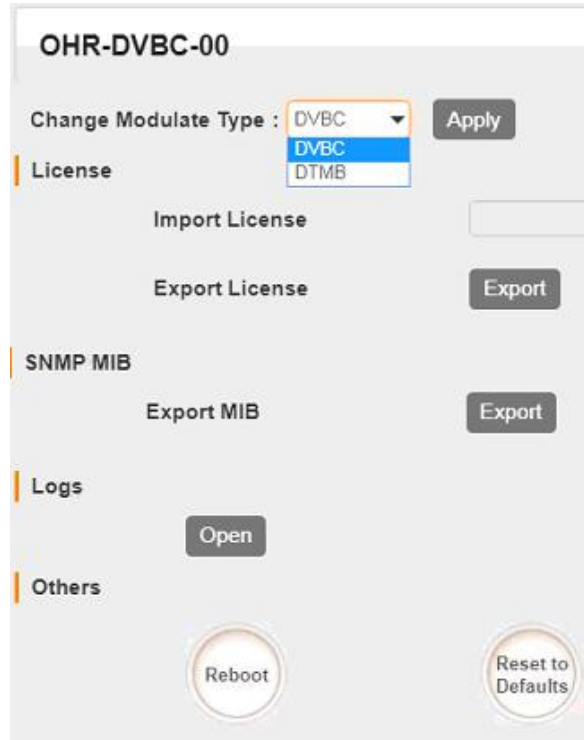 OHR-DVBC-00
Change Modulate Type : DVBC Apply
DVBC
DTMB
License
Import License
Export License Export
SNMP MIB
Export MIB Export
Logs
Open
Others
Reboot
Reset to
Defaults